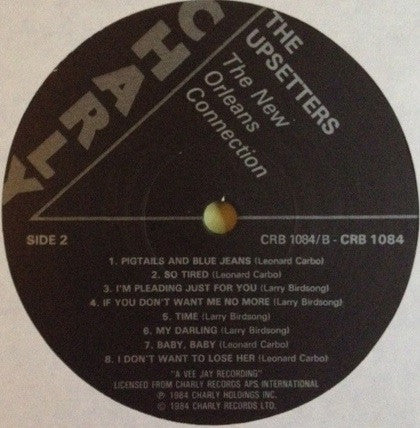 CHARLY
THE
UPSETTERS
The New
Orleans
Connection
SIDE 2
CRB 1084/B - CRB 1084
1. PIGTAILS AND BLUE JEANS (Leonard Carbo)
2. SO TIRED (Leonard Carbo)
3. I'M PLEADING JUST FOR YOU (Larry Birdsong)
4. IF YOU DON'T WANT ME NO MORE (Larry Birdsong)
5. TIME (Larry Birdsong)
6. MY DARLING (Larry Birdsong)
7. BABY, BABY (Leonard Carbo)
8. I DON'T WANT TO LOSE HER (Leonard Carbo)
"A VEE JAY RECORDING"
LICENSED FROM CHARLY RECORDS APS INTERNATIONAL
℗ 1984 CHARLY HOLDINGS INC.
© 1984 CHARLY RECORDS LTD.